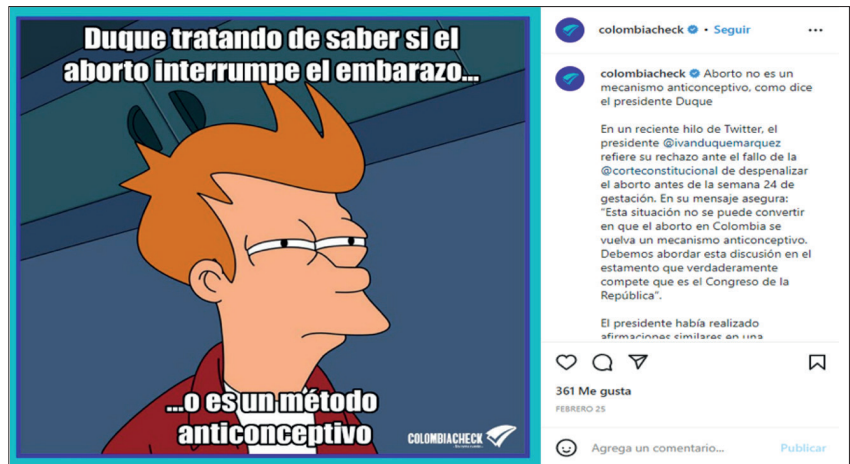 Duque tratando de saber si el
aborto interrumpe el embarazo...
...o es un método
anticonceptivo
COLOMBIACHECK
colombiacheck • Seguir
colombiacheck Aborto no es un
mecanismo anticonceptivo, como dice
el presidente Duque
En un reciente hilo de Twitter, el
presidente @ivanduquemarquez
refiere su rechazo ante el fallo de la
@corteconstitucional de despenalizar
el aborto antes de la semana 24 de
gestación. En su mensaje asegura:
"Esta situación no se puede convertir
en que el aborto en Colombia se
vuelva un mecanismo anticonceptivo.
Debemos abordar esta discusión en el
estamento que verdaderamente
compete que es el Congreso de la
República".
El presidente había realizado
afirmaciones similares en una
361 Me gusta
FEBRERO 25
Agrega un comentario...
Publicar